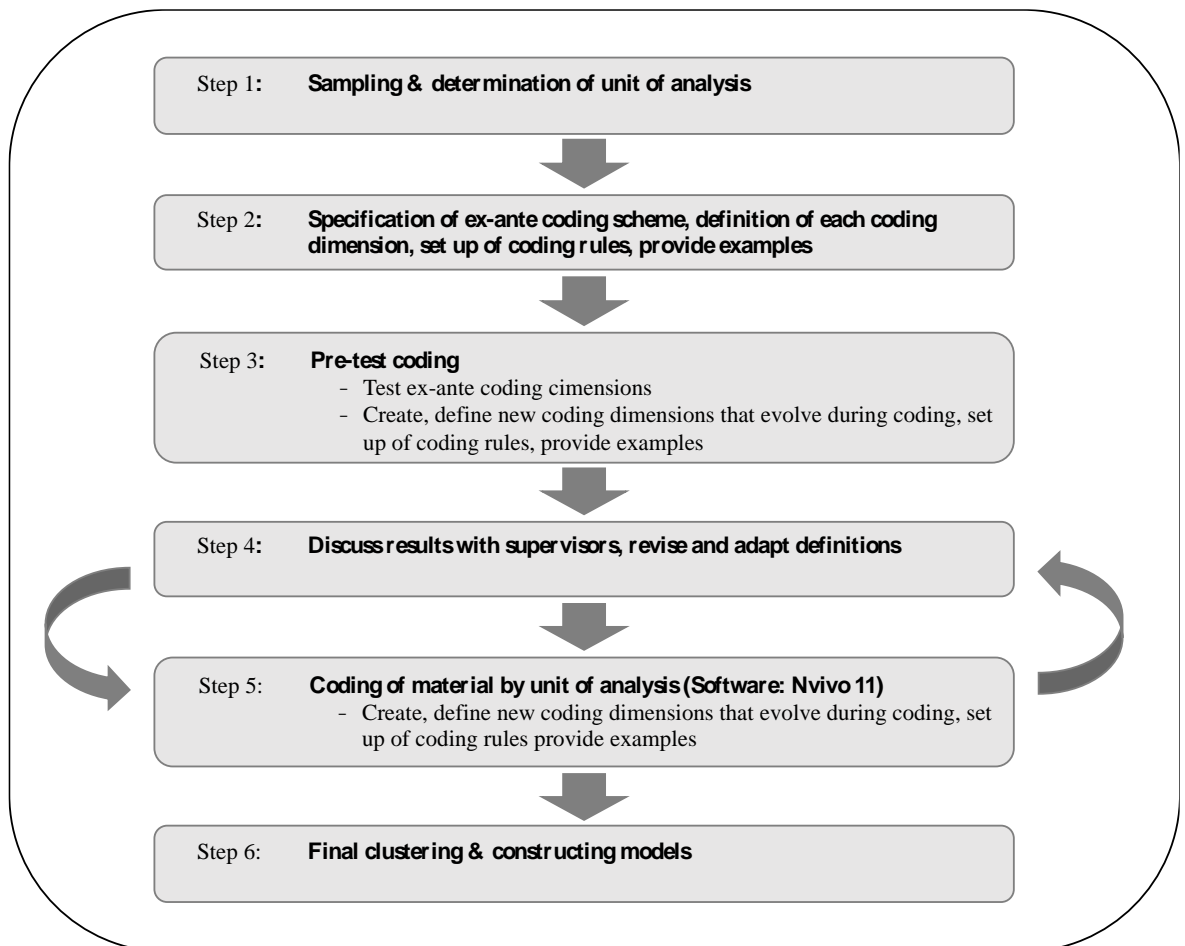 Step 1: Sampling & determination of unit of analysis
Step 2: Specification of ex-ante coding scheme, definition of each coding
dimension, set up of coding rules, provide examples
Step 3: Pre-test coding
- Test ex-ante coding cimensions
- Create, define new coding dimensions that evolve during coding, set
up of coding rules, provide examples
Step 4: Discuss results with supervisors, revise and adapt definitions
Step 5: Coding of material by unit of analysis (Software: Nvivo 11)
- Create, define new coding dimensions that evolve during coding, set
up of coding rules provide examples
Step 6: Final clustering & constructing models